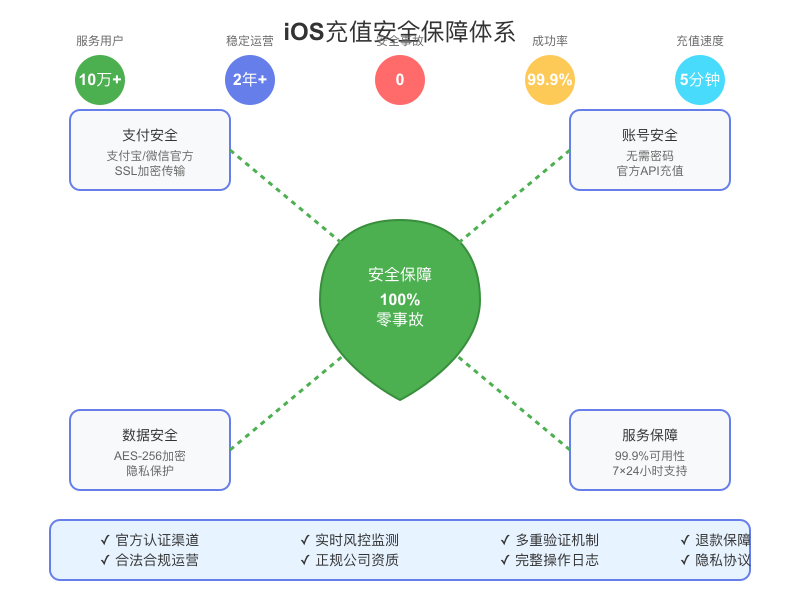 iOS充值安全保障体系
服务用户
稳定运营
安全事故
成功率
充值速度
10万+
2年+
0
99.9%
5分钟
支付安全
支付宝/微信官方
SSL加密传输
账号安全
无需密码
官方API充值
安全保障
100%
零事故
数据安全
AES-256加密
隐私保护
服务保障
99.9%可用性
7×24小时支持
✓ 官方认证渠道
✓ 实时风控监测
✓ 多重验证机制
✓ 退款保障
✓ 合法合规运营
✓ 正规公司资质
✓ 完整操作日志
✓ 隐私协议